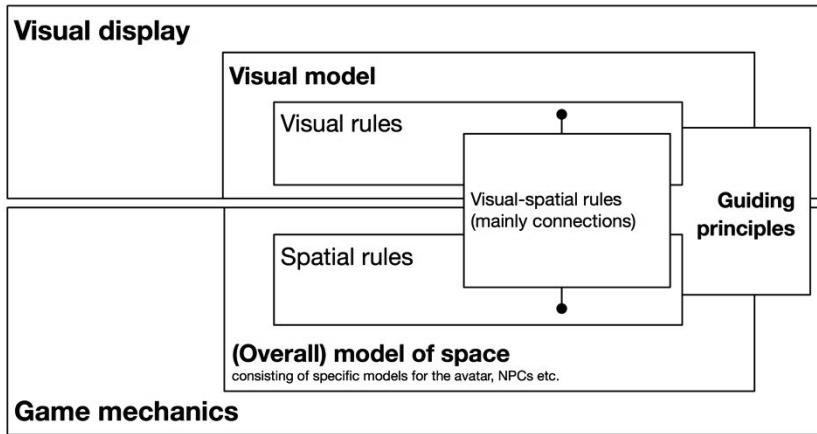 Visual display
Visual model
Visual rules
Visual-spatial rules
(mainly connections)
Guiding
principles
Spatial rules
(Overall) model of space
consisting of specific models for the avatar, NPCs etc.
Game mechanics